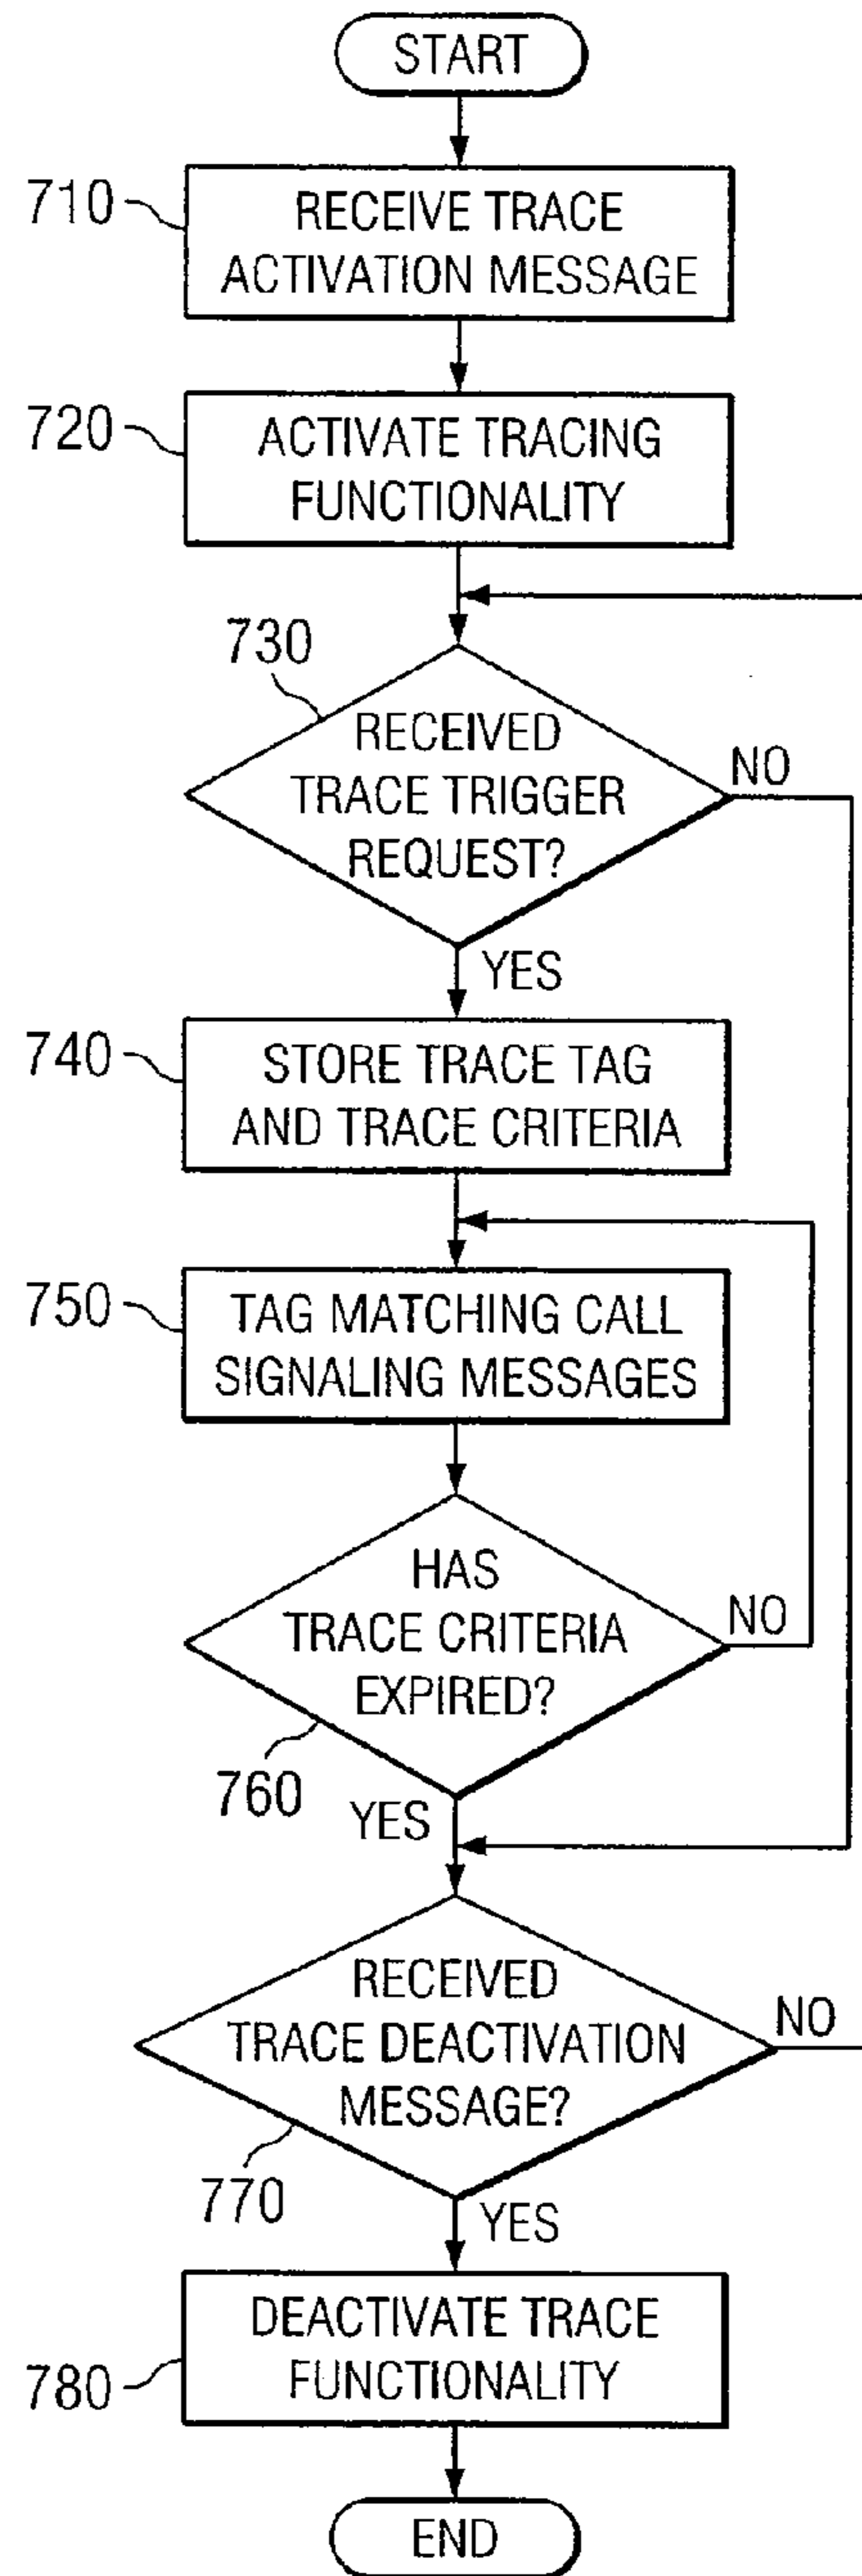 START
710
RECEIVE TRACE
ACTIVATION MESSAGE
720
ACTIVATE TRACING
FUNCTIONALITY
730
RECEIVED
TRACE TRIGGER
REQUEST?
NO
YES
740
STORE TRACE TAG
AND TRACE CRITERIA
750
TAG MATCHING CALL
SIGNALING MESSAGES
HAS
TRACE CRITERIA
EXPIRED?
NO
760
YES
RECEIVED
TRACE DEACTIVATION
MESSAGE?
NO
770
YES
DEACTIVATE TRACE
FUNCTIONALITY
780
END